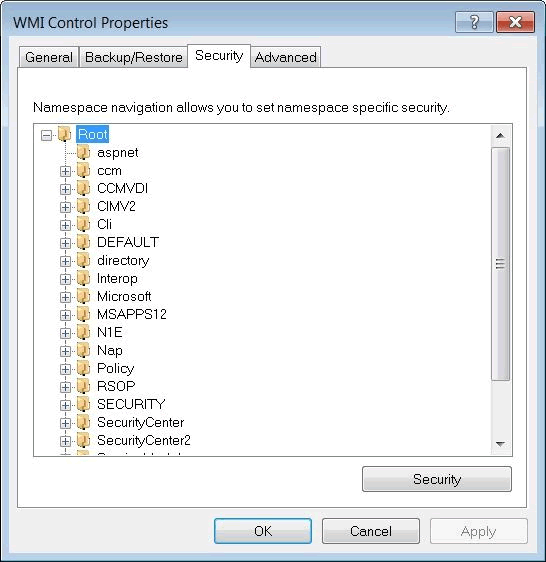 WMI Control Properties
?
General Backup/Restore Security Advanced
Namespace navigation allows you to set namespace specific security.
Root
aspnet
ccm
CCMVDI
CIMV2
Cli
DEFAULT
directory
Interop
Microsoft
MSAPPS12
N1E
Nap
Policy
RSOP
SECURITY
SecurityCenter
SecurityCenter2
Security
OK Cancel Apply